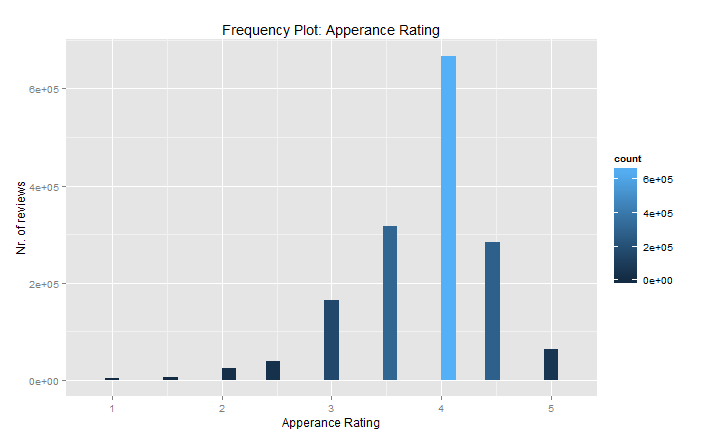 Frequency Plot: Apperance Rating
Nr. of reviews
6e+05
4e+05
2e+05
0e+00
1 2 3 4 5
Apperance Rating
count
6e+05
4e+05
2e+05
0e+00